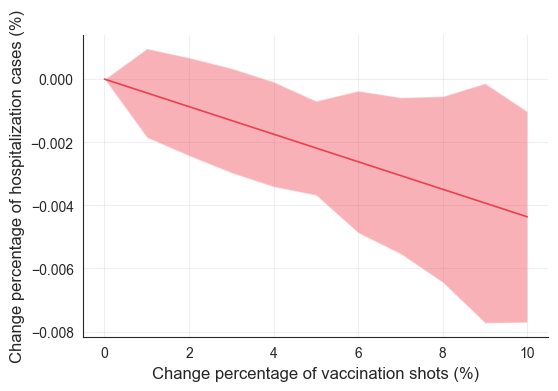 Change percentage of hospitalization cases (%)
0.000
−0.002
−0.004
−0.006
−0.008
0 2 4 6 8 10
Change percentage of vaccination shots (%)